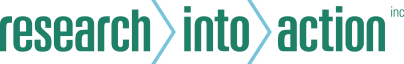 research into action inc